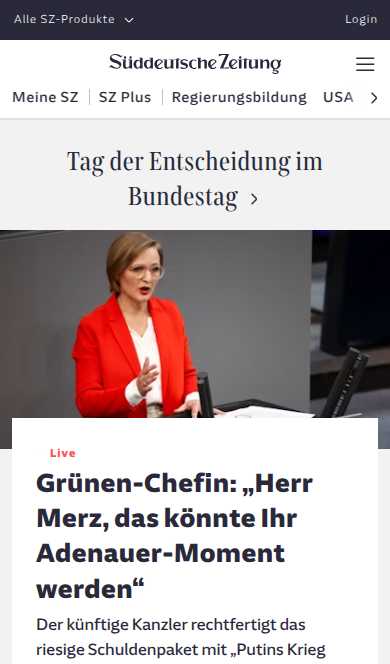 Alle SZ-Produkte
Login
Süddeutsche Zeitung
Meine SZ
SZ Plus
Regierungsbildung
USA
Tag der Entscheidung im
Bundestag
Live
Grünen-Chefin: „Herr
Merz, das könnte Ihr
Adenauer-Moment
werden“
Der künftige Kanzler rechtfertigt das
riesige Schuldenpaket mit „Putins Krieg